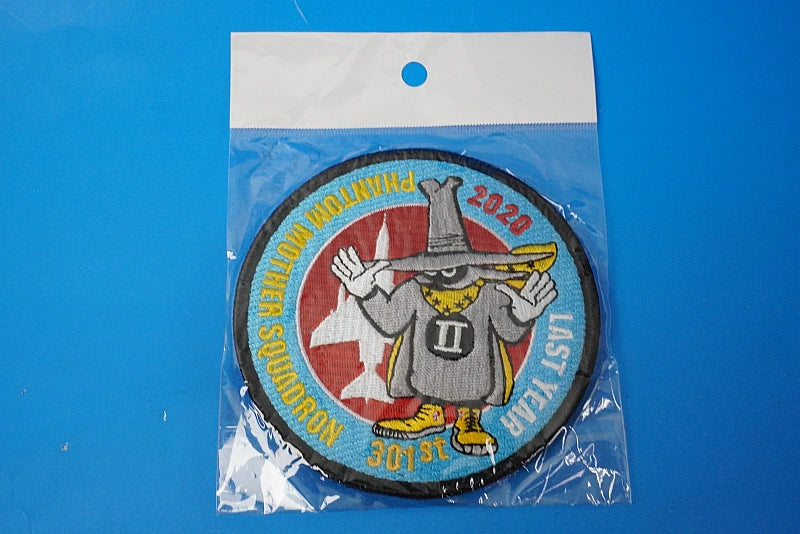 2020
LAST YEAR
PHANTOM MOTHER SQUADRON
301st
II